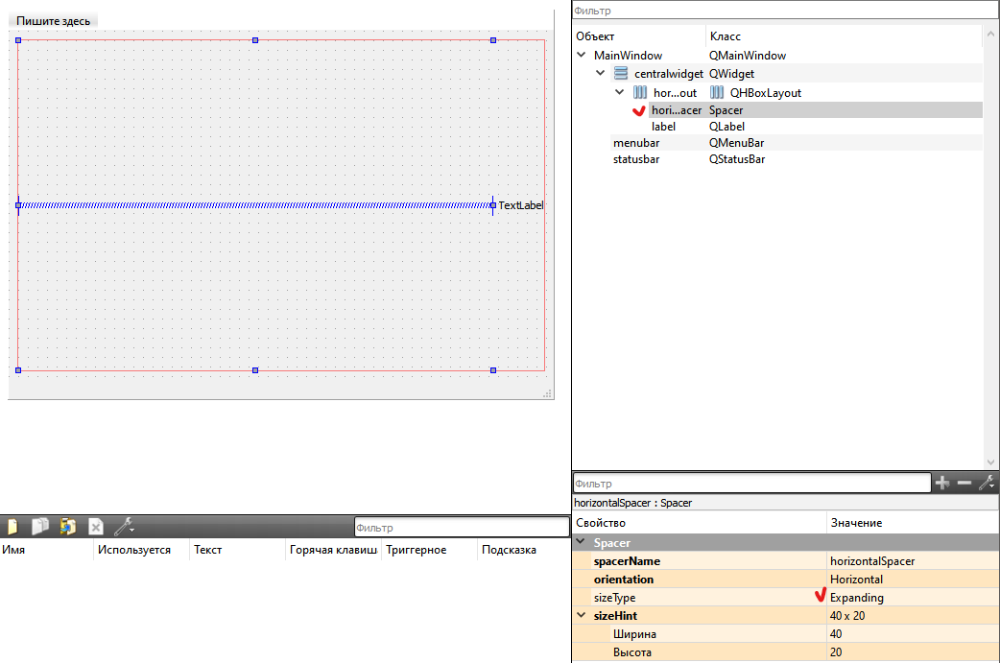 Пишите здесь
TextLabel
Фильтр
Объект Класс
MainWindow QMainWindow
centralwidget QWidget
hor...out QHBoxLayout
hori...acer Spacer
label QLabel
menubar QMenuBar
statusbar QStatusBar
Фильтр
horizontalSpacer : Spacer
Свойство Значение
Spacer
spacerName horizontalSpacer
orientation Horizontal
sizeType Expanding
sizeHint 40 x 20
Ширина 40
Высота 20
Фильтр
Имя Используется Текст Горячая клавиш Триггерное Подсказка